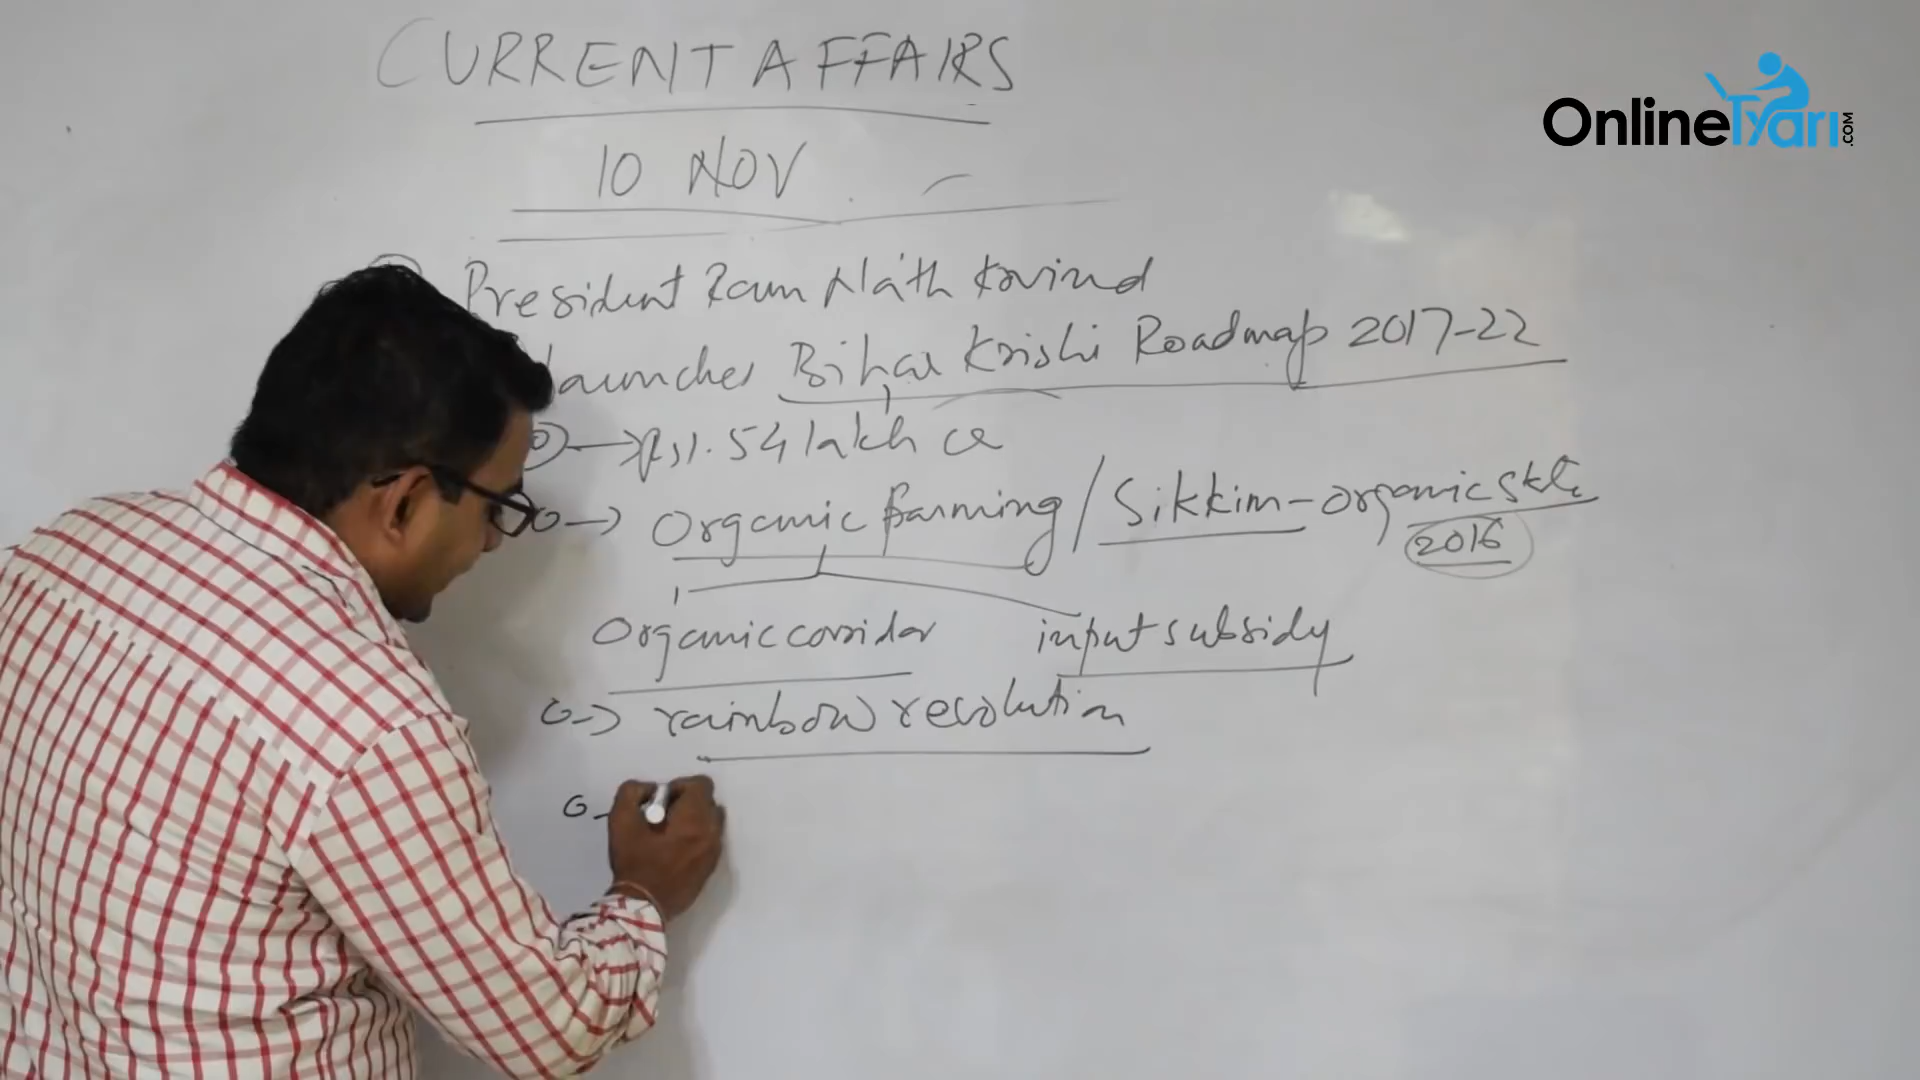 CURRENT AFFAIRS
OnlineTyari.COM
10 NOV
President Ram Nath Kovind
launches Bihar Krishi Roadmap 2017-22
→ Rs 1.54 lakh cr
→ Organic farming / Sikkim - organic state
2016
Organic corridor input subsidy
→ rainbow revolution